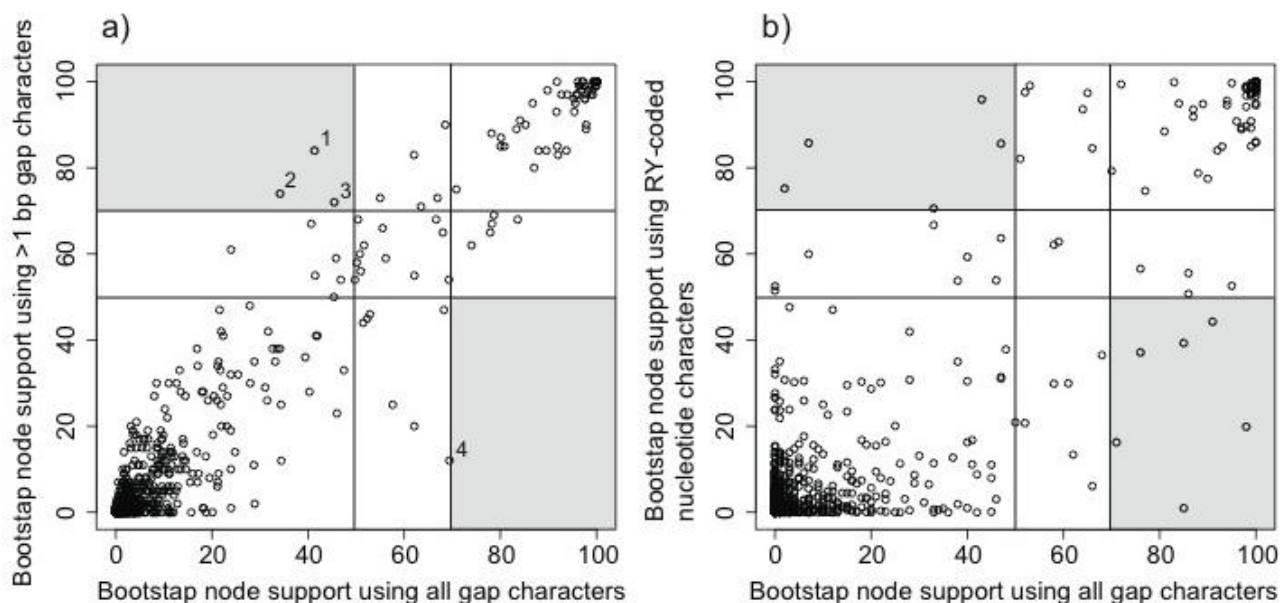 a)
Bootstap node support using >1 bp gap characters
100
80
60
40
20
0
1
2
3
4
0 20 40 60 80 100
Bootstap node support using all gap characters
b)
Bootstap node support using RY-coded
nucleotide characters
100
80
60
40
20
0
0 20 40 60 80 100
Bootstap node support using all gap characters